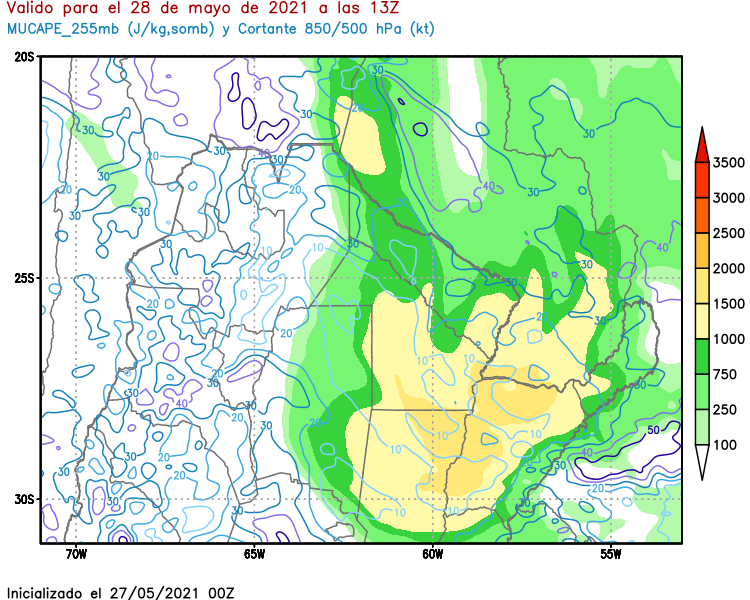 Valido para el 28 de mayo de 2021 a las 13Z
MUCAPE_255mb (J/kg,somb) y Cortante 850/500 hPa (kt)
20S
25S
30S
70W
65W
60W
55W
3500
3000
2500
2000
1500
1000
750
250
100
30
30
20
30
40
50
10
Inicializado el 27/05/2021 00Z